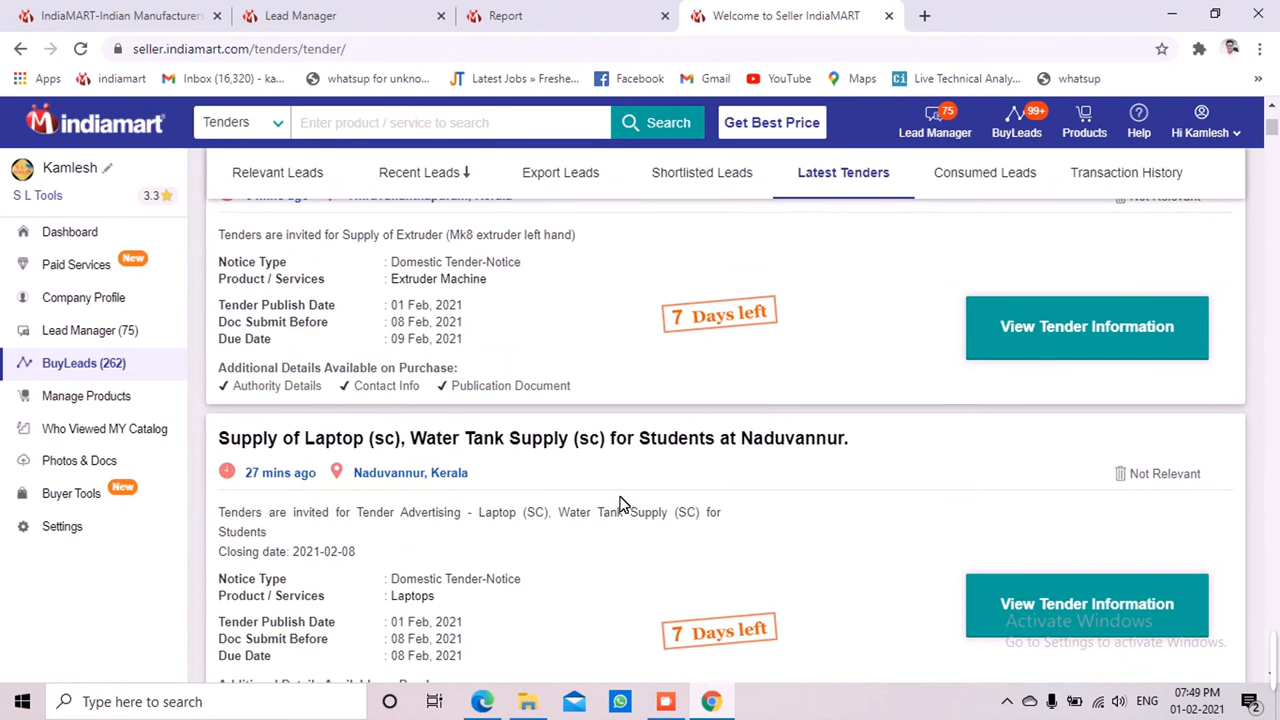 IndiaMART-Indian Manufacturers
Lead Manager
Report
Welcome to Seller IndiaMART
seller.indiamart.com/tenders/tender/
Apps
indiamart
Inbox (16,320) - ka...
whatsup for unkno...
Latest Jobs » Freshe...
Facebook
Gmail
YouTube
Maps
Live Technical Analy...
whatsup
»
indiamart
Tenders
Enter product / service to search
Search
Get Best Price
75
Lead Manager
99+
BuyLeads
Products
Help
Hi Kamlesh
Kamlesh
S L Tools
3.3
Dashboard
Paid Services New
Company Profile
Lead Manager (75)
BuyLeads (262)
Manage Products
Who Viewed MY Catalog
Photos & Docs
Buyer Tools New
Settings
Relevant Leads
Recent Leads
Export Leads
Shortlisted Leads
Latest Tenders
Consumed Leads
Transaction History
Not Relevant
Tenders are invited for Supply of Extruder (Mk8 extruder left hand)
Notice Type : Domestic Tender-Notice
Product / Services : Extruder Machine
Tender Publish Date : 01 Feb, 2021
Doc Submit Before : 08 Feb, 2021
Due Date : 09 Feb, 2021
7 Days left
View Tender Information
Additional Details Available on Purchase:
✓ Authority Details ✓ Contact Info ✓ Publication Document
Supply of Laptop (sc), Water Tank Supply (sc) for Students at Naduvannur.
27 mins ago Naduvannur, Kerala
Not Relevant
Tenders are invited for Tender Advertising - Laptop (SC), Water Tank Supply (SC) for
Students
Closing date: 2021-02-08
Notice Type : Domestic Tender-Notice
Product / Services : Laptops
Tender Publish Date : 01 Feb, 2021
Doc Submit Before : 08 Feb, 2021
Due Date : 08 Feb, 2021
7 Days left
View Tender Information
Activate Windows
Go to Settings to activate Windows.
Type here to search
ENG
07:49 PM
01-02-2021
2